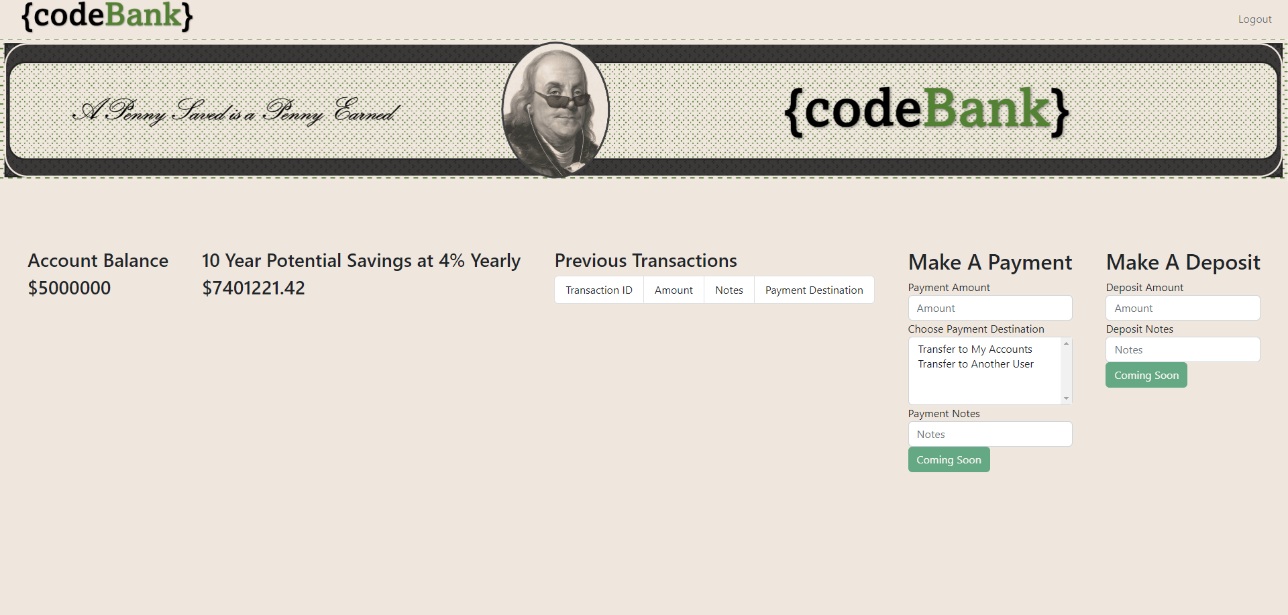 {codeBank}
Logout
A Penny Saved is a Penny Earned.
{codeBank}
Account Balance
$5000000
10 Year Potential Savings at 4% Yearly
$7401221.42
Previous Transactions
Transaction ID Amount Notes Payment Destination
Make A Payment
Payment Amount
Amount
Choose Payment Destination
Transfer to My Accounts
Transfer to Another User
Payment Notes
Notes
Coming Soon
Make A Deposit
Deposit Amount
Amount
Deposit Notes
Notes
Coming Soon